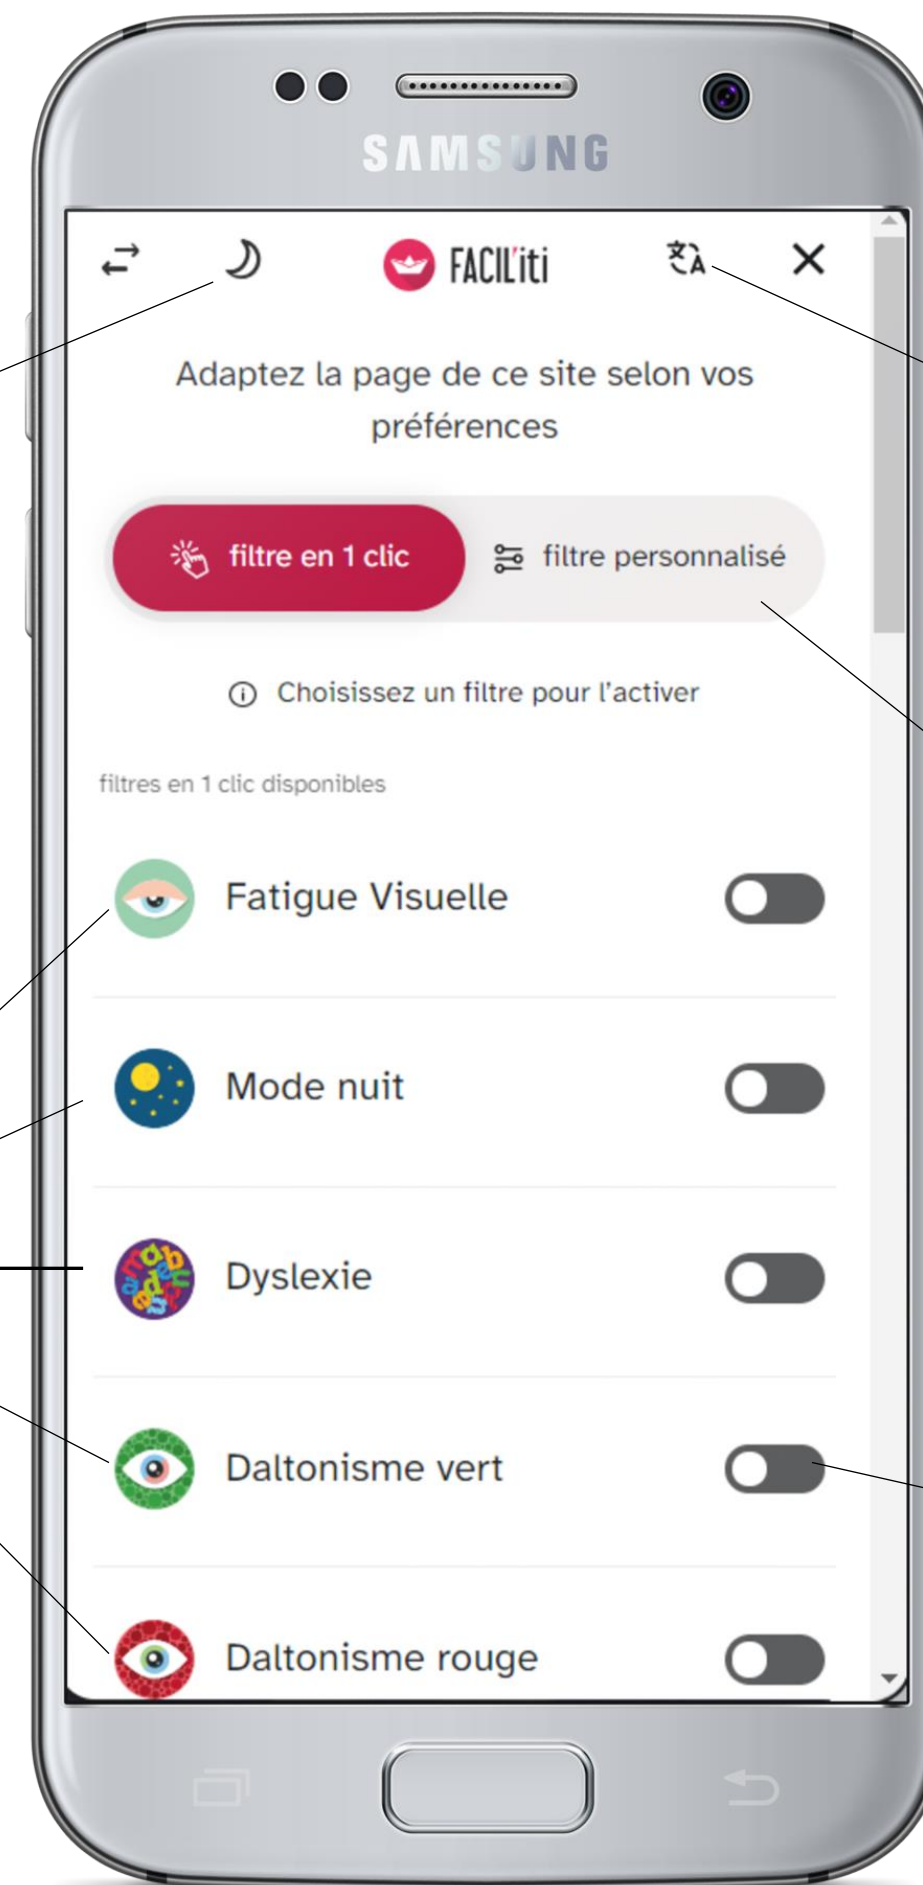 SAMSUNG
FACIL'iti
Adaptez la page de ce site selon vos
préférences
filtre en 1 clic
filtre personnalisé
Choisissez un filtre pour l'activer
filtres en 1 clic disponibles
Fatigue Visuelle
Mode nuit
Dyslexie
Daltonisme vert
Daltonisme rouge